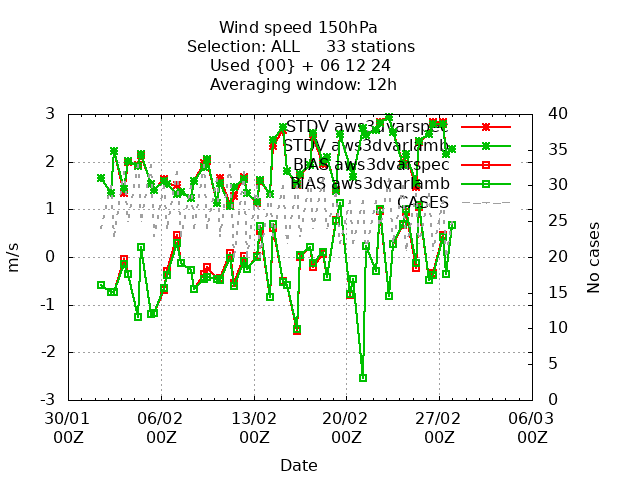 Wind speed 150hPa
Selection: ALL     33 stations
Used {00} + 06 12 24
Averaging window: 12h
3
2
1
0
-1
-2
-3
m/s
40
35
30
25
20
15
10
5
0
No cases
STDV aws3dvarspec
STDV aws3dvarlamb
BIAS aws3dvarspec
BIAS aws3dvarlamb
CASES
30/01 06/02 13/02 20/02 27/02 06/03
00Z 00Z 00Z 00Z 00Z 00Z
Date